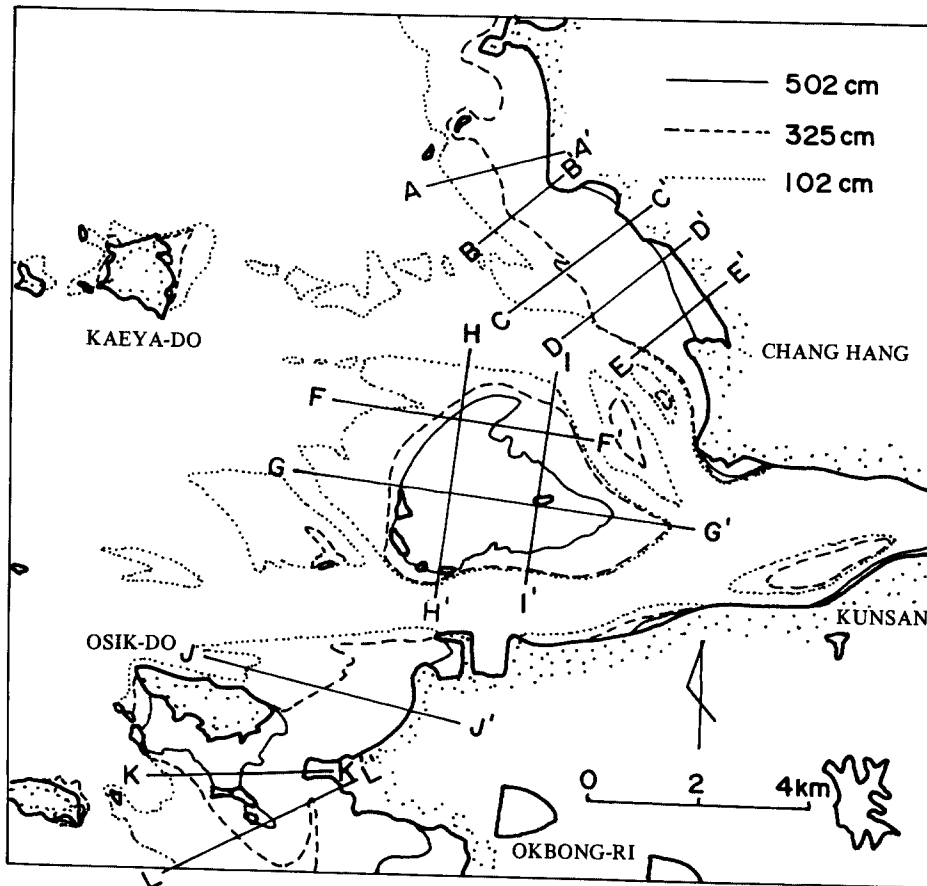 502 cm
325 cm
102 cm
A
A'
B
B'
C
C'
D
D'
E
E'
KAEYA-DO
CHANG HANG
H
I
F
F'
G
G'
H'
I'
KUNSAN
OSIK-DO
J
J'
K
K'
L'
0
2
4km
OKBONG-RI
L